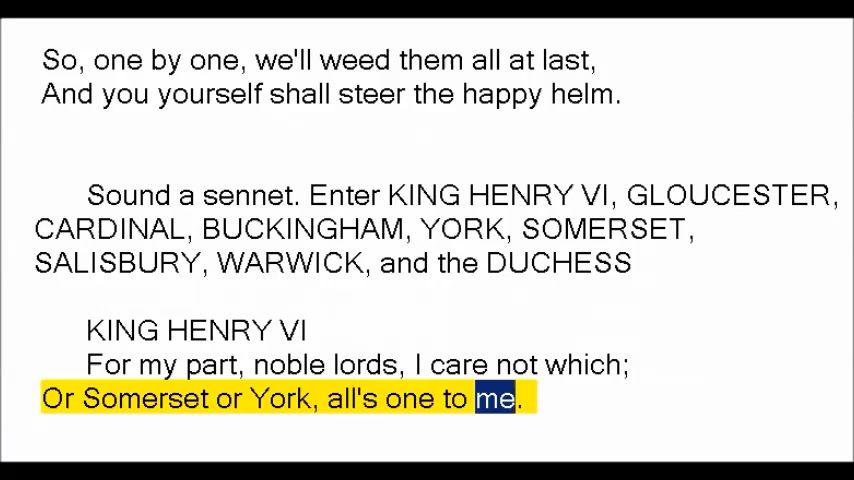 So, one by one, we'll weed them all at last,
And you yourself shall steer the happy helm.
Sound a sennet. Enter KING HENRY VI, GLOUCESTER,
CARDINAL, BUCKINGHAM, YORK, SOMERSET,
SALISBURY, WARWICK, and the DUCHESS
KING HENRY VI
For my part, noble lords, I care not which;
Or Somerset or York, all's one to me.